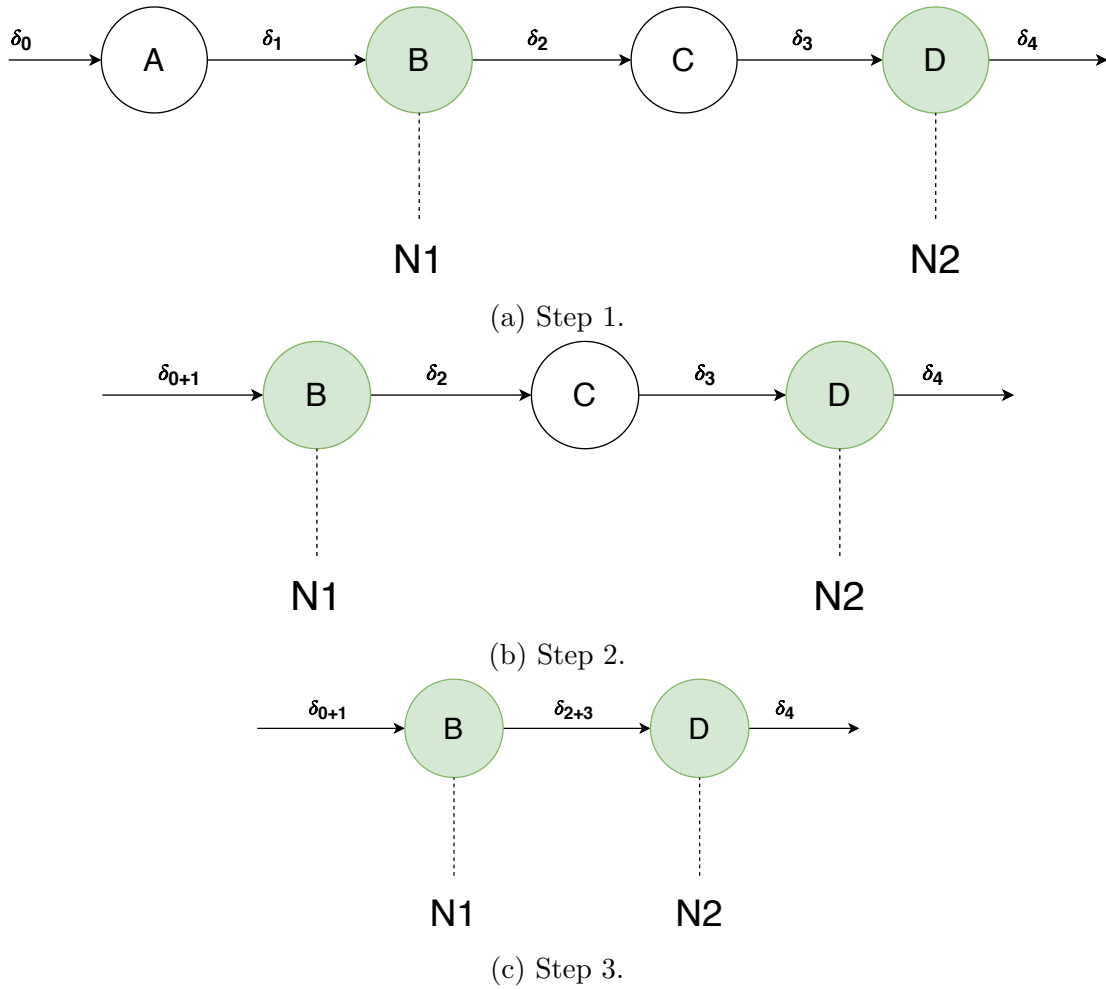 δ₀ A δ₁ B δ₂ C δ₃ D δ₄
N1 N2
(a) Step 1.
δ₀₊₁ B δ₂ C δ₃ D δ₄
N1 N2
(b) Step 2.
δ₀₊₁ B δ₂₊₃ D δ₄
N1 N2
(c) Step 3.